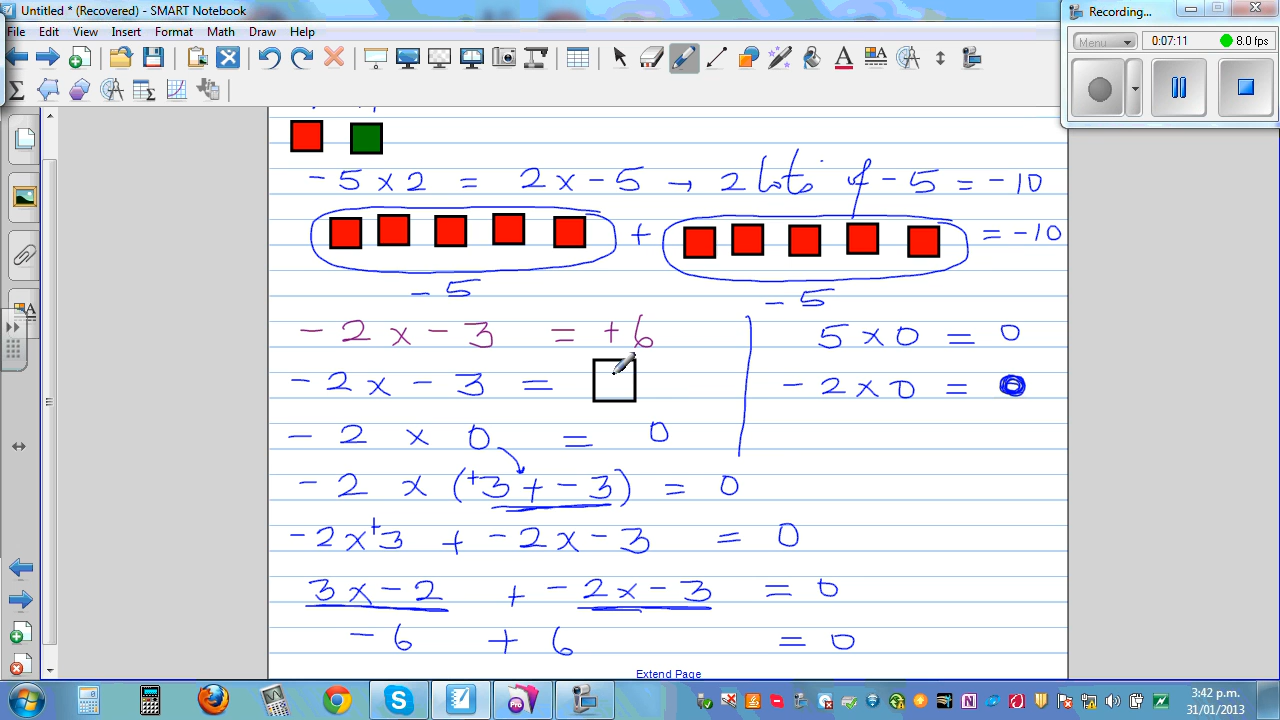 Untitled * (Recovered) - SMART Notebook
File Edit View Insert Format Math Draw Help
Recording...
Menu
0:07:11
8.0 fps
-5 x 2 = 2 x -5 → 2 lots of -5 = -10
+ = -10
-5 -5
-2 x -3 = +6
5 x 0 = 0
-2 x -3 =
-2 x 0 = 0
-2 x 0 = 0
-2 x (+3 + -3) = 0
-2 x +3 + -2 x -3 = 0
3 x -2 + -2 x -3 = 0
-6 + 6 = 0
Extend Page
3:42 p.m.
31/01/2013